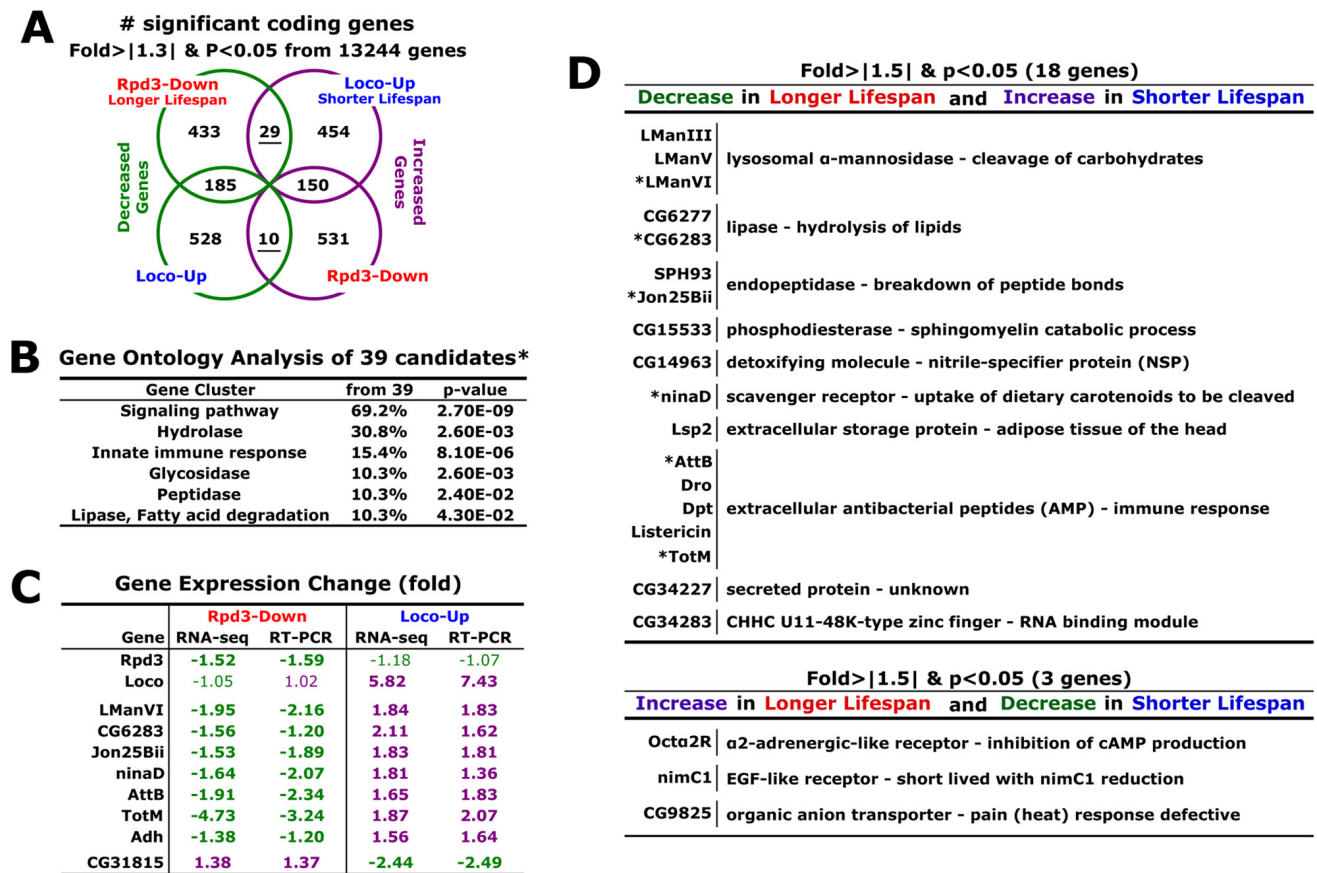 A
# significant coding genes
Fold>|1.3| & P<0.05 from 13244 genes
Rpd3-Down
Longer Lifespan
Loco-Up
Shorter Lifespan
433
29
454
Decreased
Genes
Increased
Genes
185
150
528
10
531
Loco-Up
Rpd3-Down
B
Gene Ontology Analysis of 39 candidates*
Gene Cluster from 39 p-value
Signaling pathway 69.2% 2.70E-09
Hydrolase 30.8% 2.60E-03
Innate immune response 15.4% 8.10E-06
Glycosidase 10.3% 2.60E-03
Peptidase 10.3% 2.40E-02
Lipase, Fatty acid degradation 10.3% 4.30E-02
C
Gene Expression Change (fold)
Rpd3-Down Loco-Up
Gene RNA-seq RT-PCR RNA-seq RT-PCR
Rpd3 -1.52 -1.59 -1.18 -1.07
Loco -1.05 1.02 5.82 7.43
LManVI -1.95 -2.16 1.84 1.83
CG6283 -1.56 -1.20 2.11 1.62
Jon25Bii -1.53 -1.89 1.83 1.81
ninaD -1.64 -2.07 1.81 1.36
AttB -1.91 -2.34 1.65 1.83
TotM -4.73 -3.24 1.87 2.07
Adh -1.38 -1.20 1.56 1.64
CG31815 1.38 1.37 -2.44 -2.49
D
Fold>|1.5| & p<0.05 (18 genes)
Decrease in Longer Lifespan and Increase in Shorter Lifespan
LManIII
LManV
*LManVI
lysosomal α-mannosidase - cleavage of carbohydrates
CG6277
*CG6283
lipase - hydrolysis of lipids
SPH93
*Jon25Bii
endopeptidase - breakdown of peptide bonds
CG15533 phosphodiesterase - sphingomyelin catabolic process
CG14963 detoxifying molecule - nitrile-specifier protein (NSP)
*ninaD scavenger receptor - uptake of dietary carotenoids to be cleaved
Lsp2 extracellular storage protein - adipose tissue of the head
*AttB
Dro
Dpt
Listericin
*TotM
extracellular antibacterial peptides (AMP) - immune response
CG34227 secreted protein - unknown
CG34283 CHHC U11-48K-type zinc finger - RNA binding module
Fold>|1.5| & p<0.05 (3 genes)
Increase in Longer Lifespan and Decrease in Shorter Lifespan
Octα2R α2-adrenergic-like receptor - inhibition of cAMP production
nimC1 EGF-like receptor - short lived with nimC1 reduction
CG9825 organic anion transporter - pain (heat) response defective